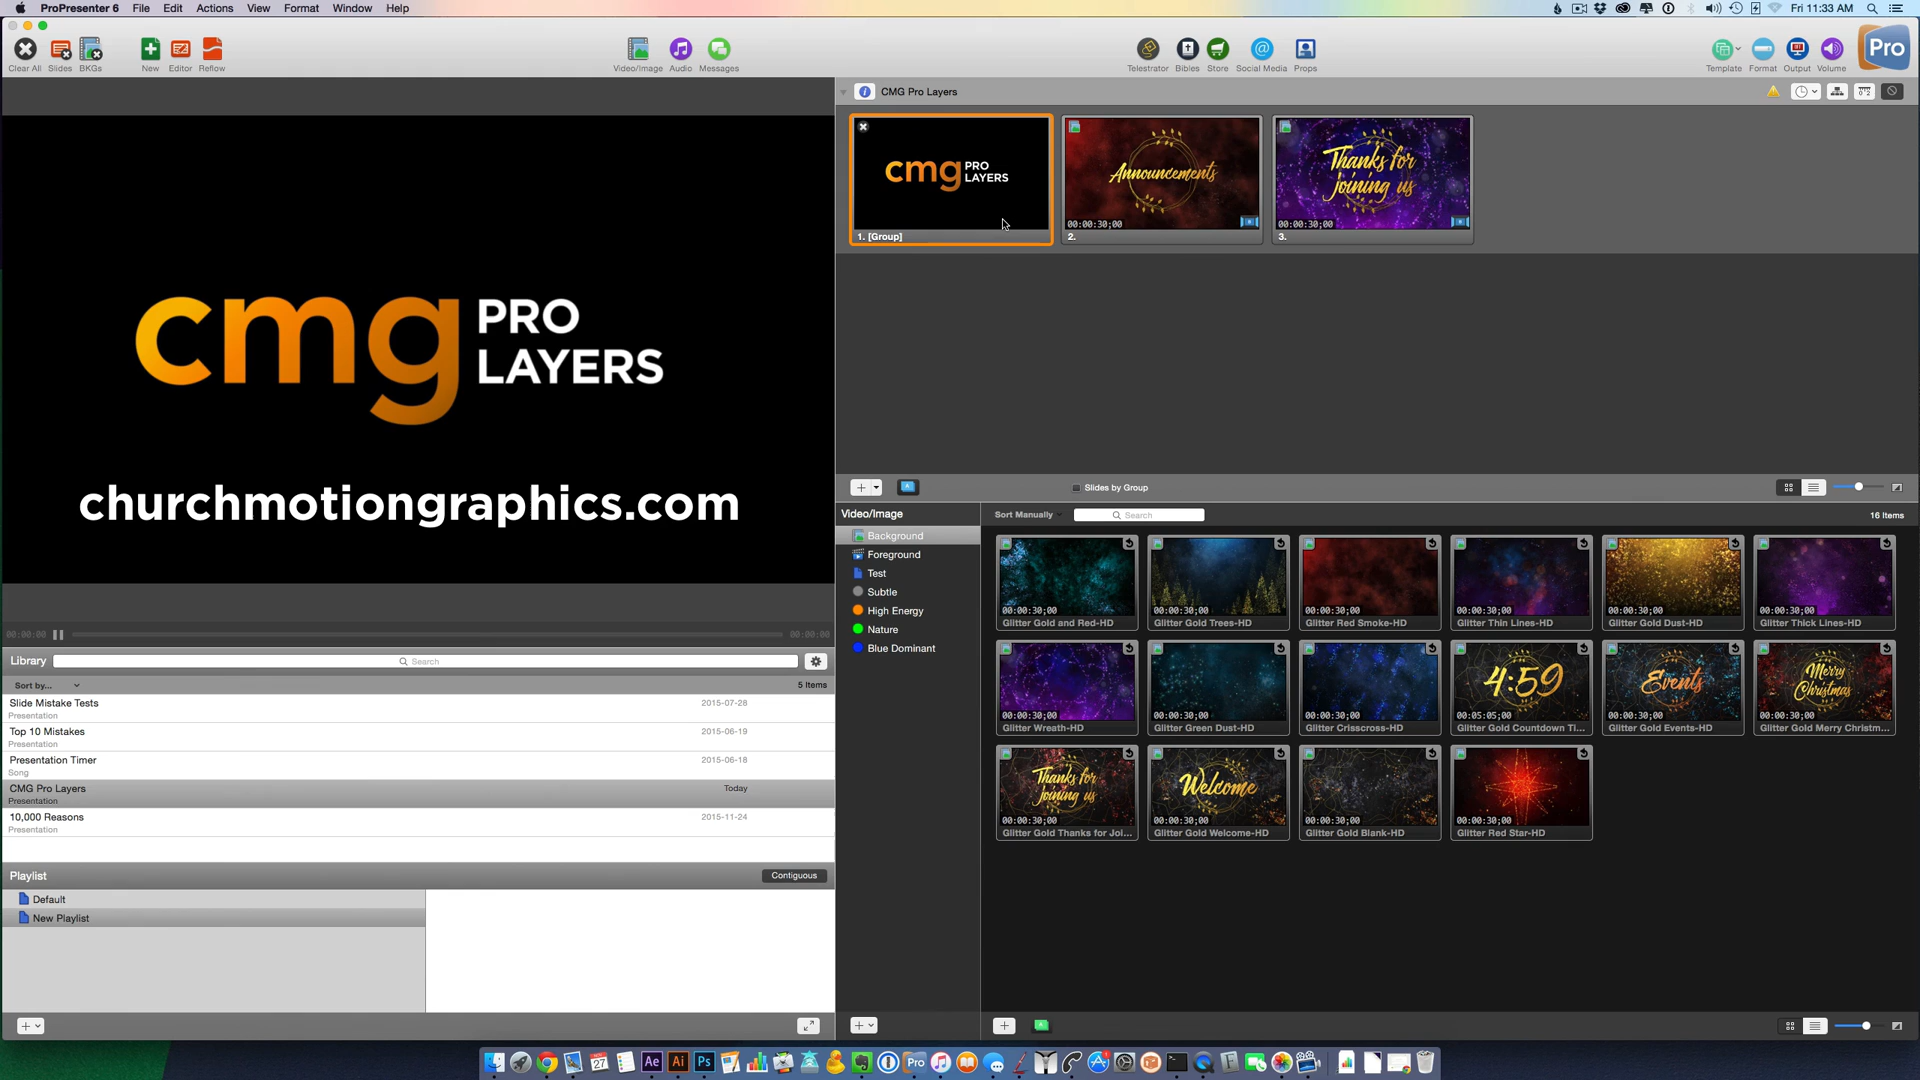 ProPresenter 6 File Edit Actions View Format Window Help Fri 11:33 AM
Clear All Slides BKGs New Editor Reflow Video/Image Audio Messages Telestrator Bibles Store Social Media Props Template Format Output Volume Pro
CMG Pro Layers
cmg PRO LAYERS
1. [Group]
Announcements
00:00:30;00
2.
Thanks for joining us
00:00:30;00
3.
cmg PRO
LAYERS
churchmotiongraphics.com
00:00:00 00:00:00
Slides by Group
Library Search
Sort by... 5 Items
Slide Mistake Tests 2015-07-28
Presentation
Top 10 Mistakes 2015-06-19
Presentation
Presentation Timer 2015-06-18
Song
CMG Pro Layers Today
Presentation
10,000 Reasons 2015-11-24
Presentation
Playlist Contiguous
Default
New Playlist
Video/Image
Background
Foreground
Test
Subtle
High Energy
Nature
Blue Dominant
Sort Manually Search 16 Items
00:00:30;00 00:00:30;00 00:00:30;00 00:00:30;00 00:00:30;00 00:00:30;00
Glitter Gold and Red-HD Glitter Gold Trees-HD Glitter Red Smoke-HD Glitter Thin Lines-HD Glitter Gold Dust-HD Glitter Thick Lines-HD
4:59 Events Merry Christmas
00:00:30;00 00:00:30;00 00:00:30;00 00:05:05;00 00:00:30;00 00:00:30;00
Glitter Wreath-HD Glitter Green Dust-HD Glitter Crisscross-HD Glitter Gold Countdown Ti... Glitter Gold Events-HD Glitter Gold Merry Christm...
Thanks for joining us Welcome
00:00:30;00 00:00:30;00 00:00:30;00 00:00:30;00
Glitter Gold Thanks for Joi... Glitter Gold Welcome-HD Glitter Gold Blank-HD Glitter Red Star-HD
27 Ae Ai Ps Pro